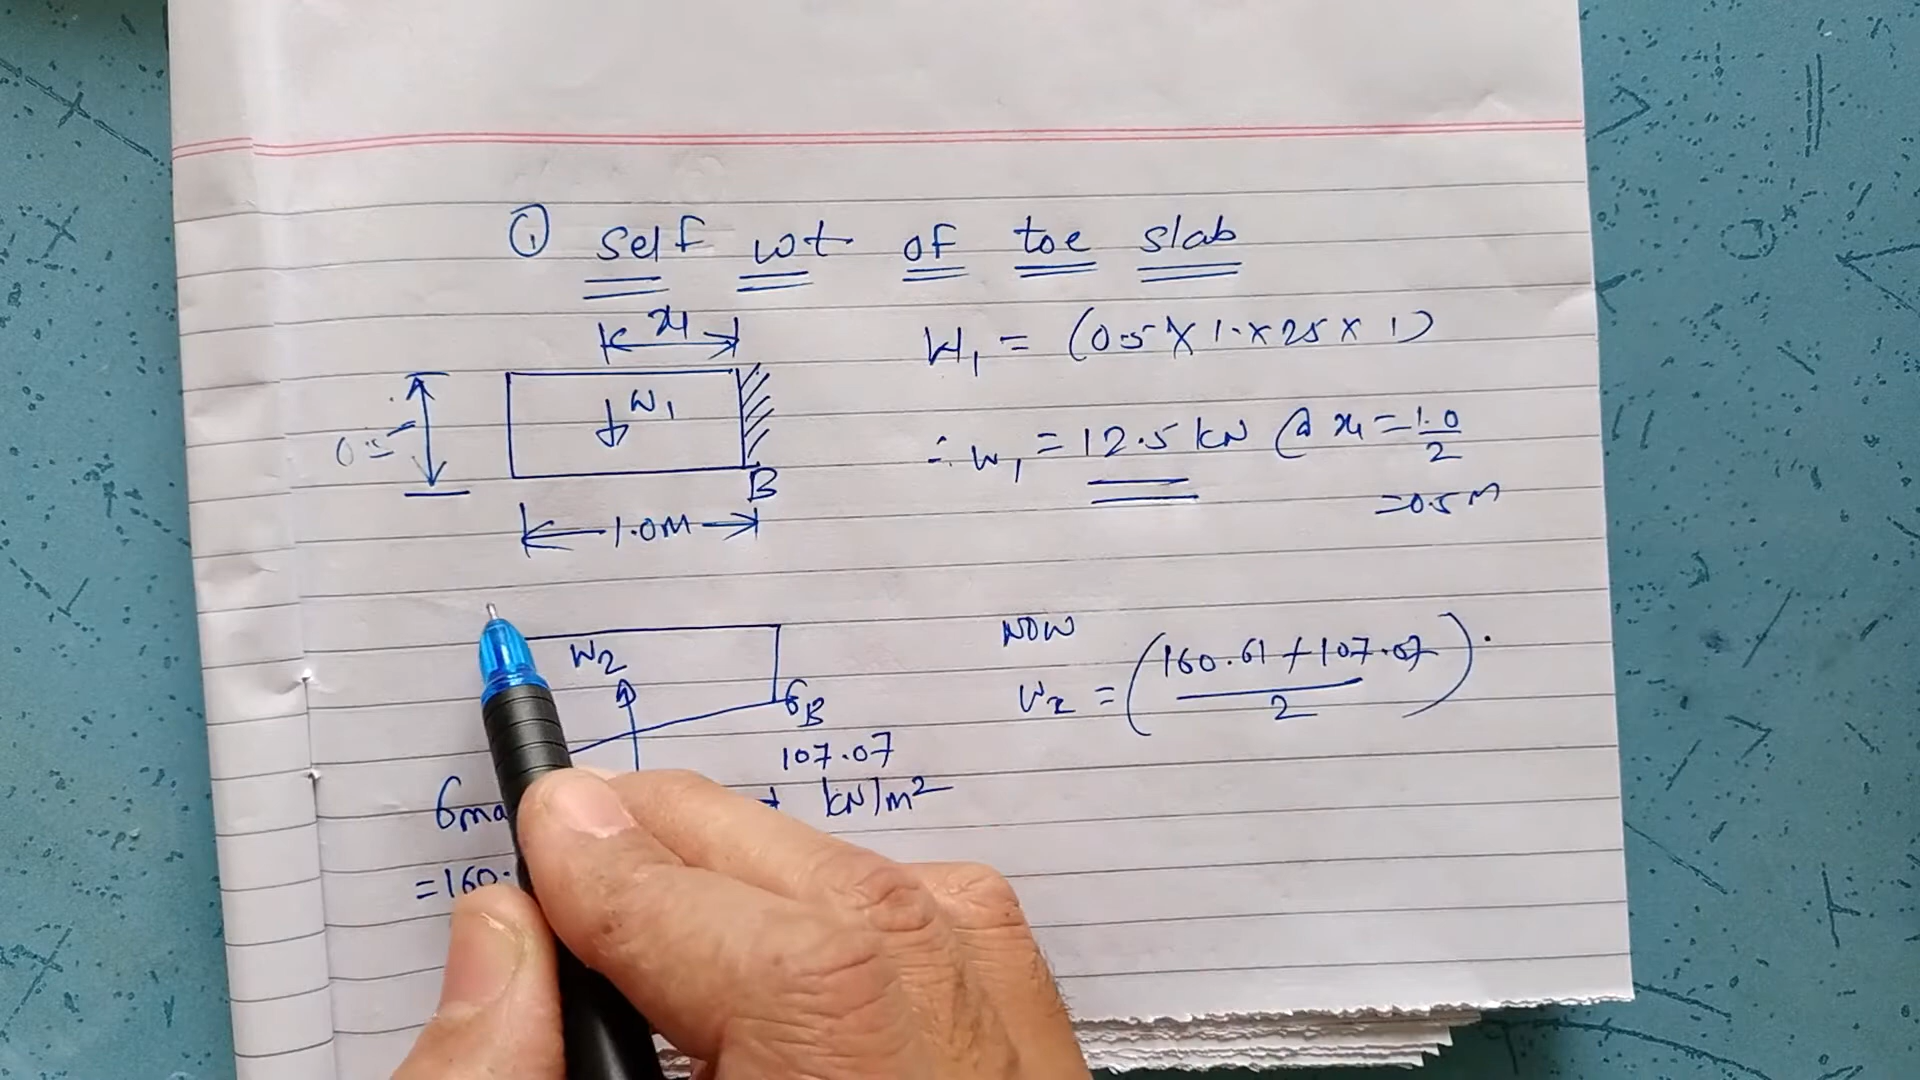 ① self wt of toe slab
x1
W1 = (0.5 X 1. x 25 x 1)
W1
0.5
∴ W1 = 12.5 kN @ x1 = 1.0/2
B
= 0.5 M
1.0M
NOW
W2
W2 = (160.61 + 107.07 / 2) .
σB
107.07
kN/m²
σma
= 160.